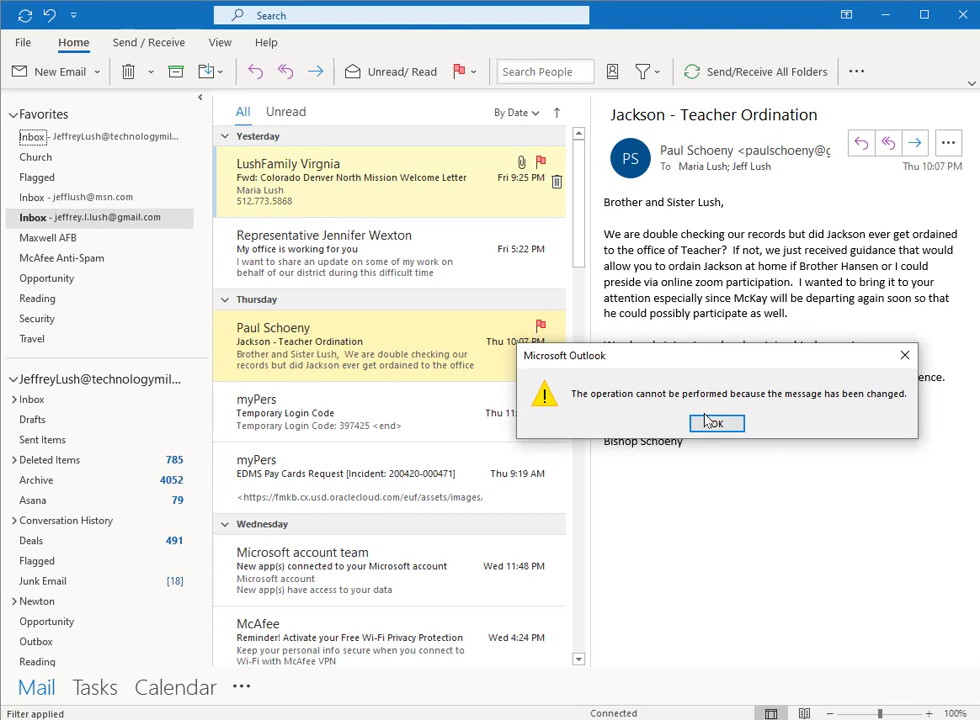 Search
File
Home
Send / Receive
View
Help
New Email
Unread/ Read
Search People
Send/Receive All Folders
Favorites
Inbox - JeffreyLush@technologymil...
Church
Flagged
Inbox - jefflush@msn.com
Inbox - jeffrey.l.lush@gmail.com
Maxwell AFB
McAfee Anti-Spam
Opportunity
Reading
Security
Travel
JeffreyLush@technologymil...
Inbox
Drafts
Sent Items
Deleted Items 785
Archive 4052
Asana 79
Conversation History
Deals 491
Flagged
Junk Email [18]
Newton
Opportunity
Outbox
Reading
All
Unread
By Date
Yesterday
LushFamily Virgnia
Fwd: Colorado Denver North Mission Welcome Letter Fri 9:25 PM
Maria Lush
512.773.5868
Representative Jennifer Wexton
My office is working for you Fri 5:22 PM
I want to share an update on some of my work on
behalf of our district during this difficult time
Thursday
Paul Schoeny
Jackson - Teacher Ordination Thu 10:07 PM
Brother and Sister Lush, We are double checking our
records but did Jackson ever get ordained to the office
myPers
Temporary Login Code Thu 11:
Temporary Login Code: 397425 <end>
myPers
EDMS Pay Cards Request [Incident: 200420-000471] Thu 9:19 AM
<https://fmkb.cx.usd.oraclecloud.com/euf/assets/images,
Wednesday
Microsoft account team
New app(s) connected to your Microsoft account Wed 11:48 PM
Microsoft account
New app(s) have access to your data
McAfee
Reminder! Activate your Free Wi-Fi Privacy Protection Wed 4:24 PM
Keep your personal info secure when you connect to
Wi-Fi with McAfee VPN
Jackson - Teacher Ordination
PS
Paul Schoeny <paulschoeny@g
To Maria Lush; Jeff Lush
Thu 10:07 PM
Brother and Sister Lush,
We are double checking our records but did Jackson ever get ordained
to the office of Teacher? If not, we just received guidance that would
allow you to ordain Jackson at home if Brother Hansen or I could
preside via online zoom participation. I wanted to bring it to your
attention especially since McKay will be departing again soon so that
he could possibly participate as well.
ence.
Bishop Schoeny
Microsoft Outlook
The operation cannot be performed because the message has been changed.
OK
Mail
Tasks
Calendar
Filter applied
Connected
100%